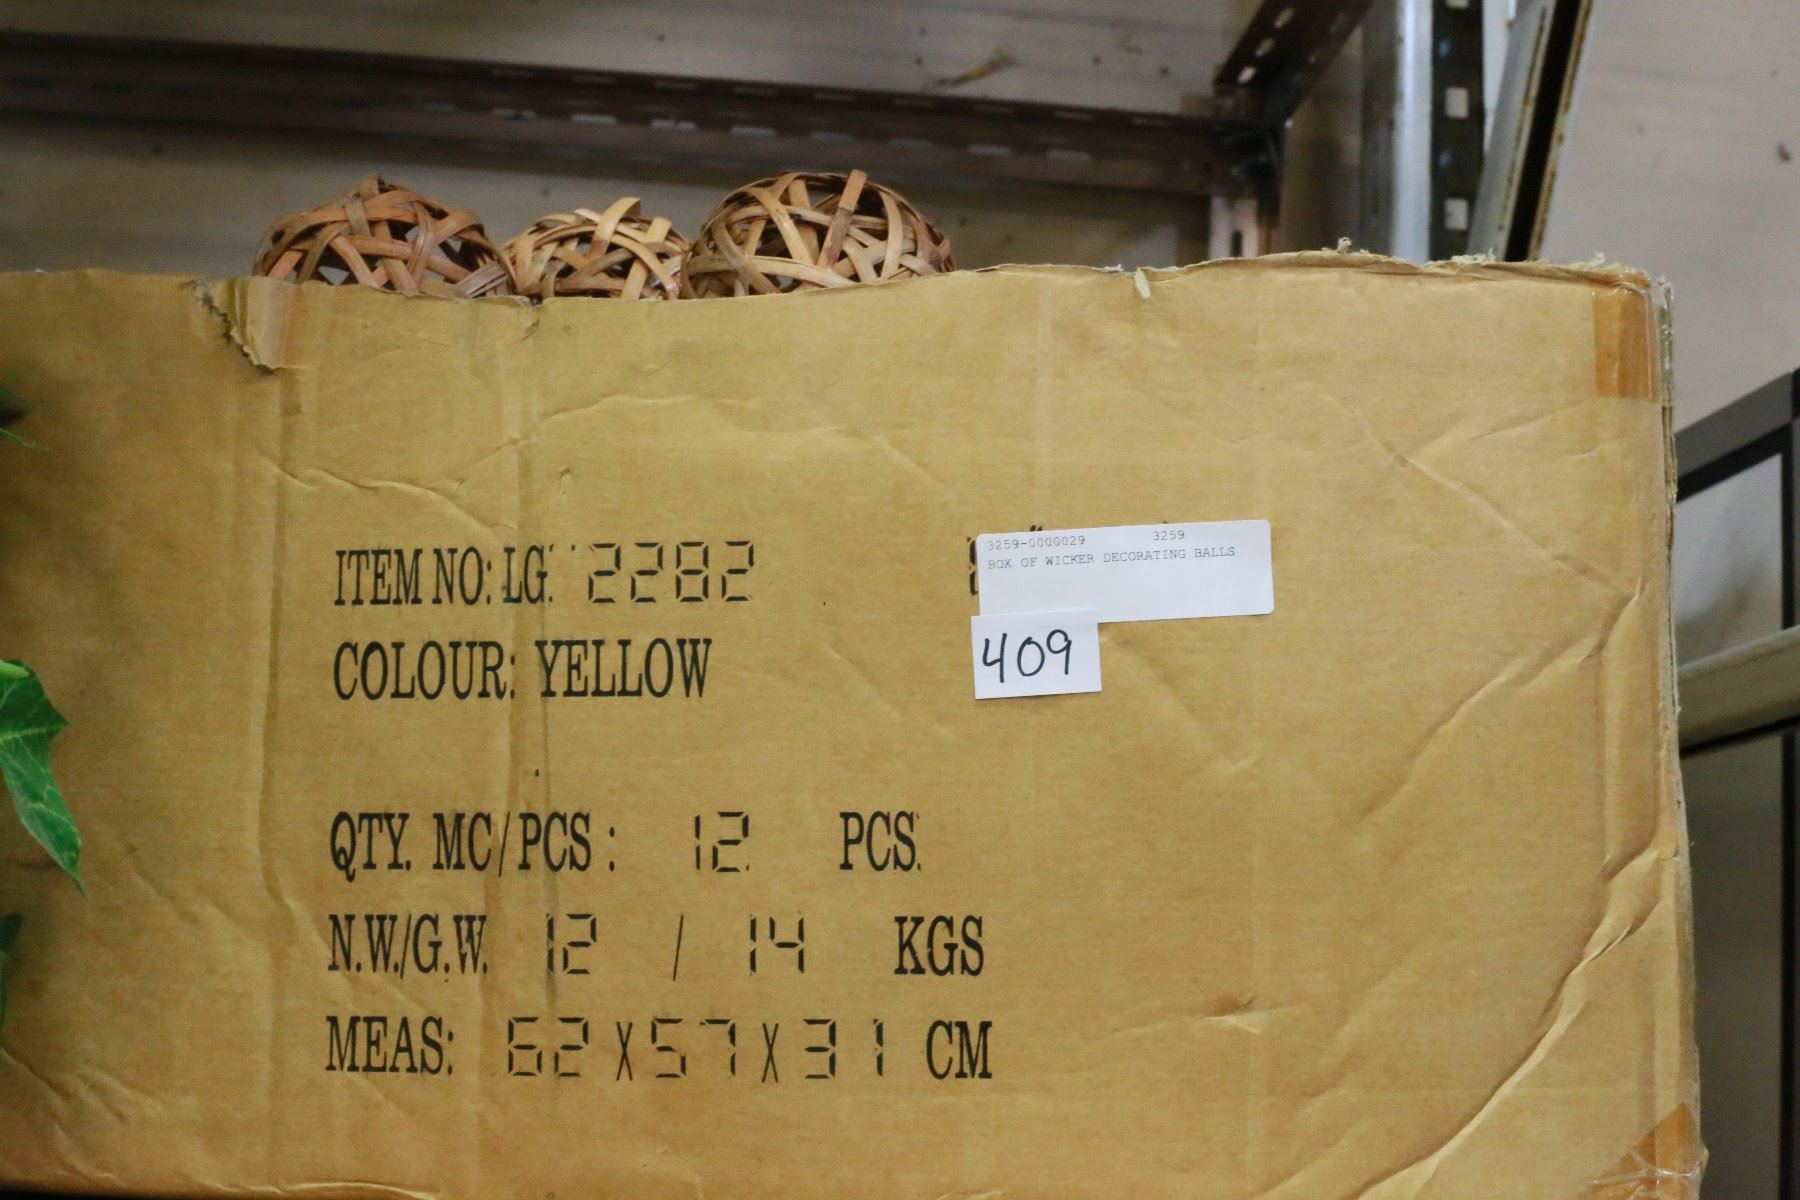 ITEM NO: LG 2282
3259-0000029 3259
BOX OF WICKER DECORATING BALLS
409
COLOUR: YELLOW
QTY. MC/PCS: 12 PCS.
N.W./G.W. 12 / 14 KGS
MEAS: 62 X 57 X 31 CM